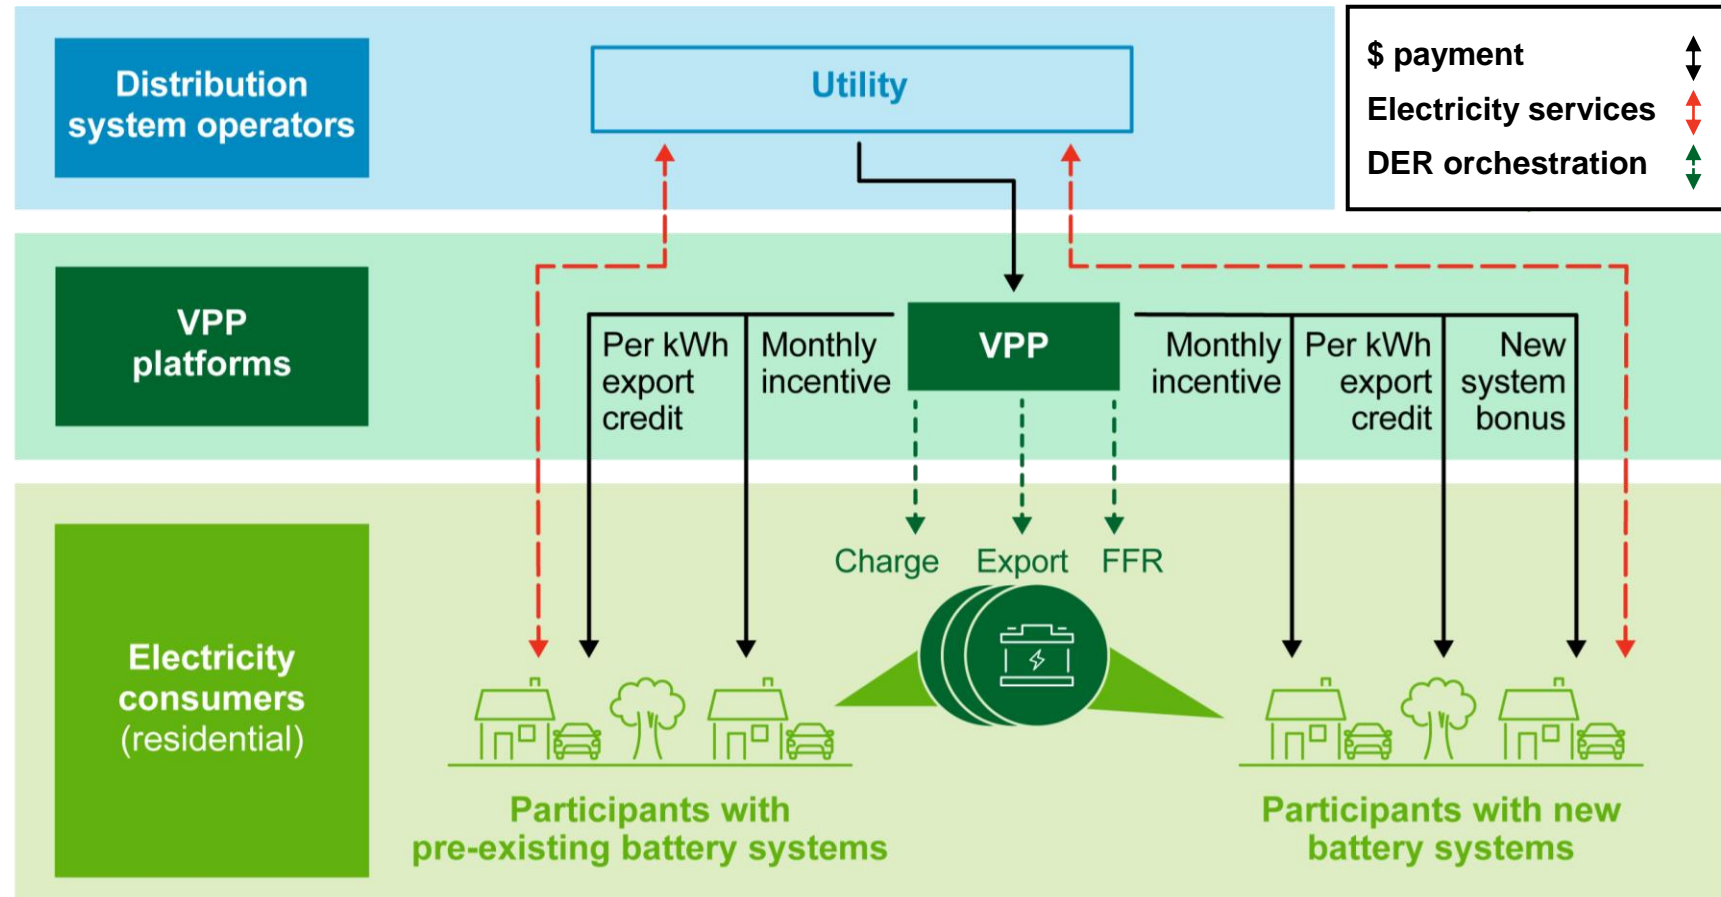 Distribution
system operators
Utility
$ payment
Electricity services
DER orchestration
VPP
platforms
Per kWh
export
credit
Monthly
incentive
VPP
Monthly
incentive
Per kWh
export
credit
New
system
bonus
Electricity
consumers
(residential)
Charge
Export
FFR
Participants with
pre-existing battery systems
Participants with new
battery systems